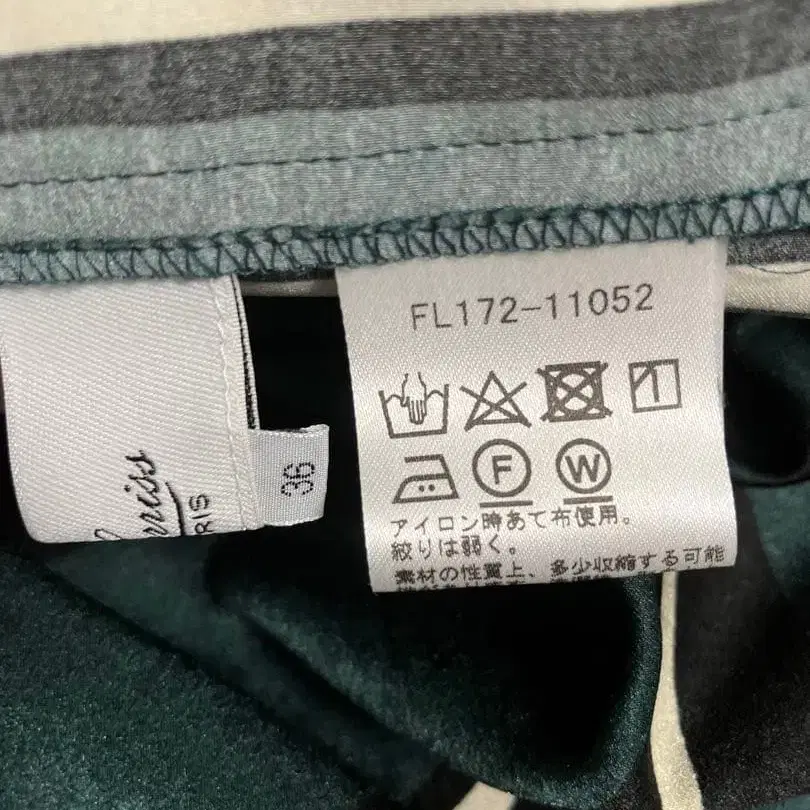 FL172-11052
F W
アイロン時あて布使用。
絞りは弱く。
素材の性質上、多少収縮する可能
36
RIS